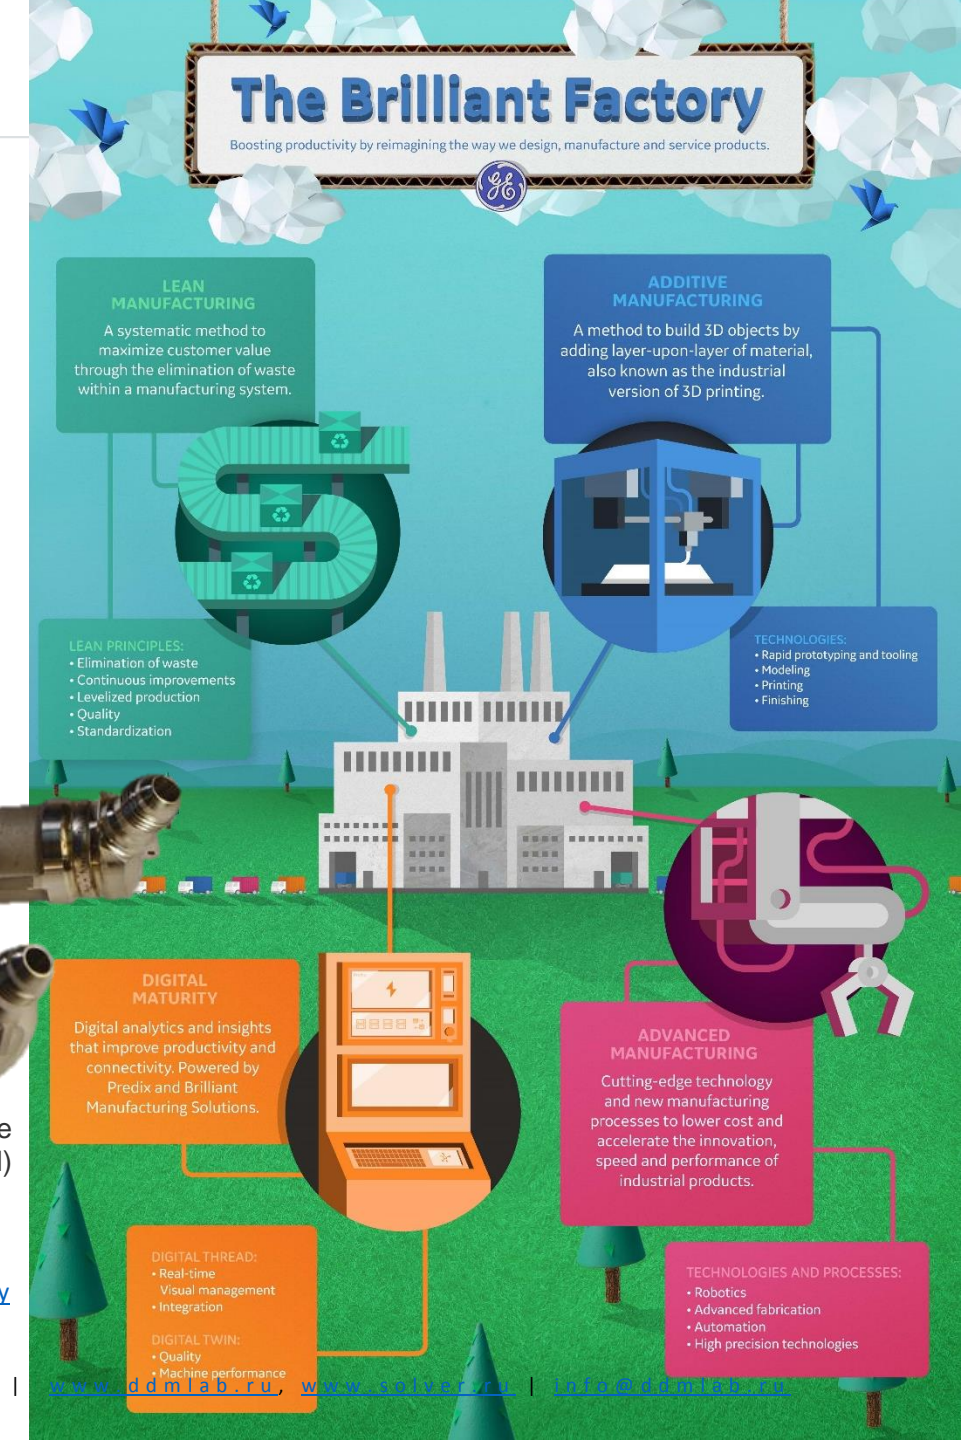 The Brilliant Factory
Boosting productivity by reimagining the way we design, manufacture and service products.
GE
LEAN
MANUFACTURING
A systematic method to
maximize customer value
through the elimination of waste
within a manufacturing system.
ADDITIVE
MANUFACTURING
A method to build 3D objects by
adding layer-upon-layer of material,
also known as the industrial
version of 3D printing.
LEAN PRINCIPLES:
• Elimination of waste
• Continuous improvements
• Levelized production
• Quality
• Standardization
TECHNOLOGIES:
• Rapid prototyping and tooling
• Modeling
• Printing
• Finishing
DIGITAL
MATURITY
Digital analytics and insights
that improve productivity and
connectivity. Powered by
Predix and Brilliant
Manufacturing Solutions.
ADVANCED
MANUFACTURING
Cutting-edge technology
and new manufacturing
processes to lower cost and
accelerate the innovation,
speed and performance of
industrial products.
DIGITAL THREAD:
• Real-time
Visual management
• Integration
DIGITAL TWIN:
• Quality
• Machine performance
TECHNOLOGIES AND PROCESSES:
• Robotics
• Advanced fabrication
• Automation
• High precision technologies
| www.ddmlab.ru, www.solver.ru | info@ddmlab.ru